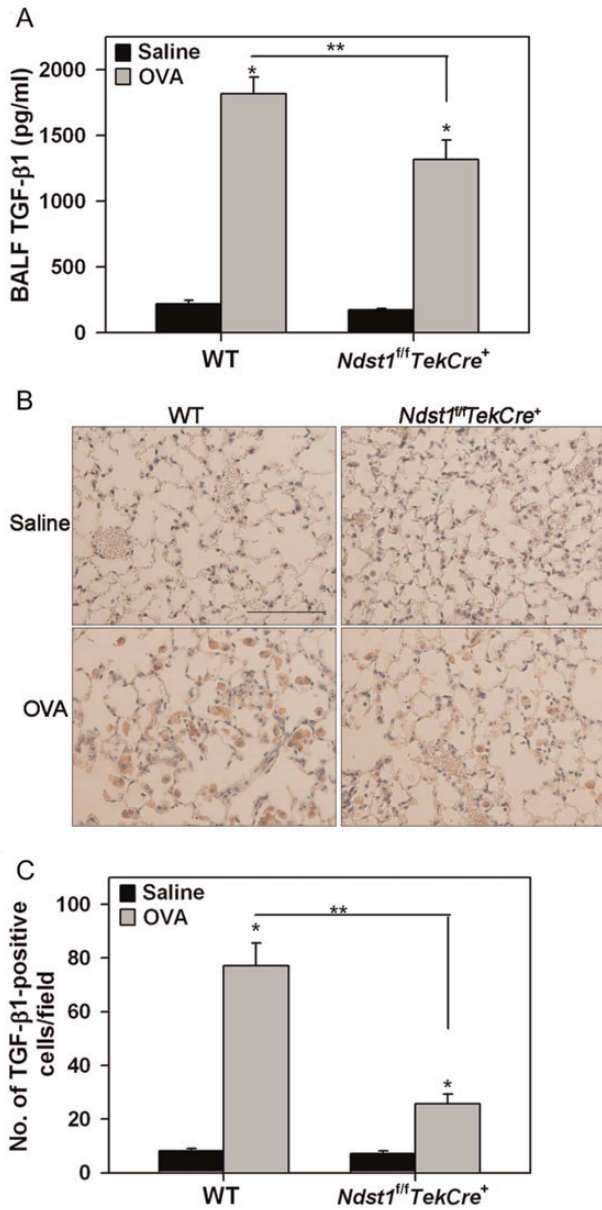 A
Saline
OVA
**
*
*
BALF TGF-β1 (pg/ml)
2000
1500
1000
500
0
WT
Ndst1f/fTekCre+
B
WT
Ndst1f/fTekCre+
Saline
OVA
C
Saline
OVA
**
*
*
No. of TGF-β1-positive
cells/field
100
80
60
40
20
0
WT
Ndst1f/fTekCre+